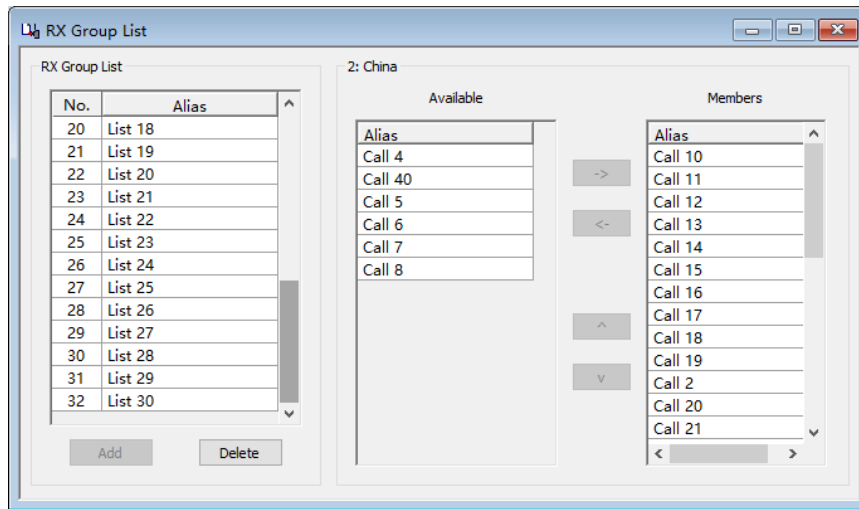 RX Group List
RX Group List
No. Alias
20 List 18
21 List 19
22 List 20
23 List 21
24 List 22
25 List 23
26 List 24
27 List 25
28 List 26
29 List 27
30 List 28
31 List 29
32 List 30
Add Delete
2: China
Available
Alias
Call 4
Call 40
Call 5
Call 6
Call 7
Call 8
->
<-
^
v
Members
Alias
Call 10
Call 11
Call 12
Call 13
Call 14
Call 15
Call 16
Call 17
Call 18
Call 19
Call 2
Call 20
Call 21